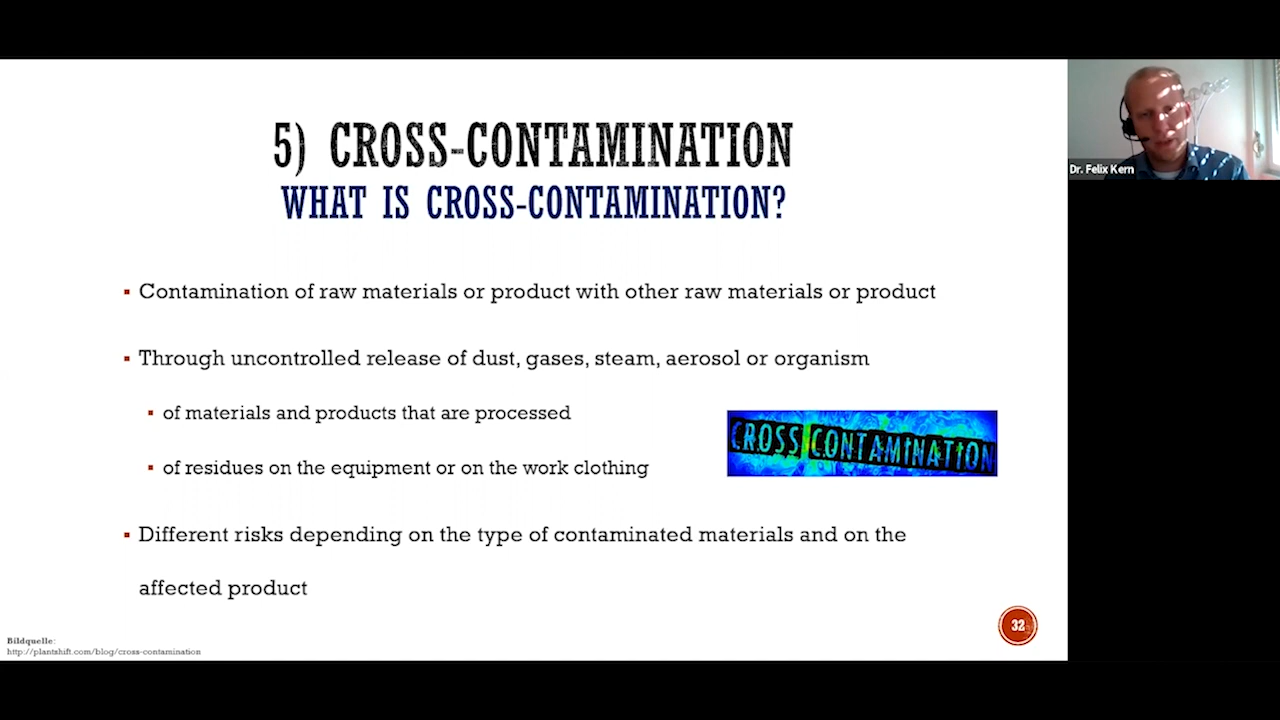 5) CROSS-CONTAMINATION
WHAT IS CROSS-CONTAMINATION?
Dr. Felix Kern
▪ Contamination of raw materials or product with other raw materials or product
▪ Through uncontrolled release of dust, gases, steam, aerosol or organism
▪ of materials and products that are processed
▪ of residues on the equipment or on the work clothing
CROSS CONTAMINATION
▪ Different risks depending on the type of contaminated materials and on the
affected product
32
Bildquelle:
http://plantshift.com/blog/cross-contamination